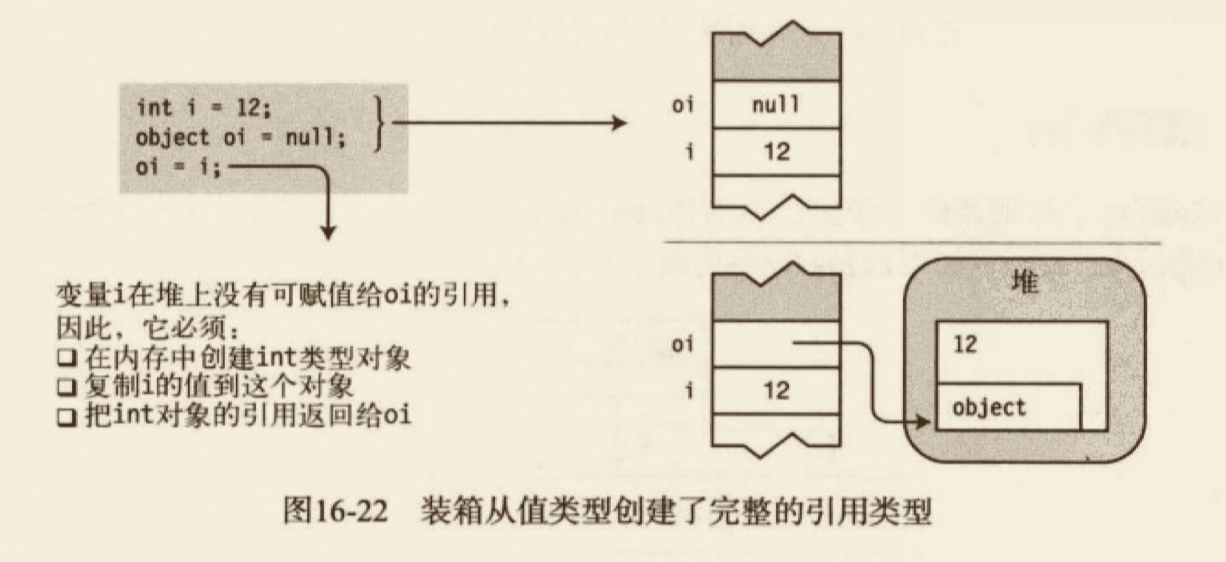 int i = 12;
object oi = null;
oi = i;
oi null
i 12
变量i在堆上没有可赋值给oi的引用，
因此，它必须：
❑ 在内存中创建int类型对象
❑ 复制i的值到这个对象
❑ 把int对象的引用返回给oi
堆
oi
12
i 12
object
图16-22 装箱从值类型创建了完整的引用类型